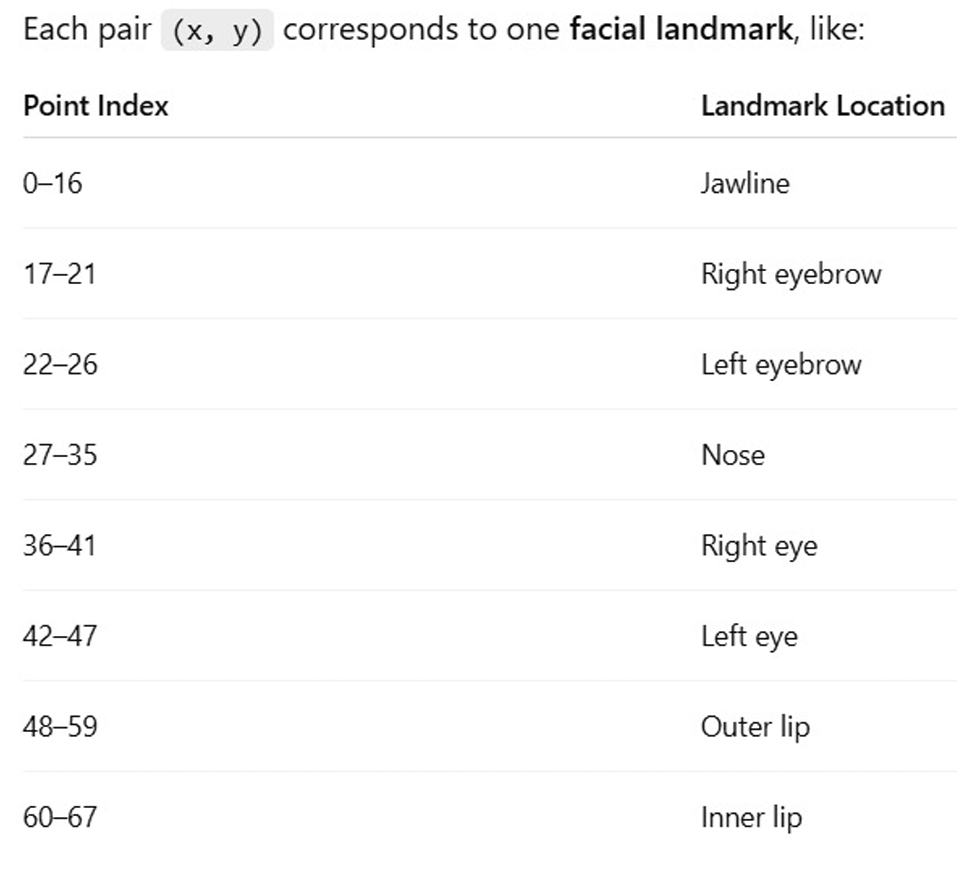 Each pair (x, y) corresponds to one facial landmark, like:
Point Index Landmark Location
0–16 Jawline
17–21 Right eyebrow
22–26 Left eyebrow
27–35 Nose
36–41 Right eye
42–47 Left eye
48–59 Outer lip
60–67 Inner lip